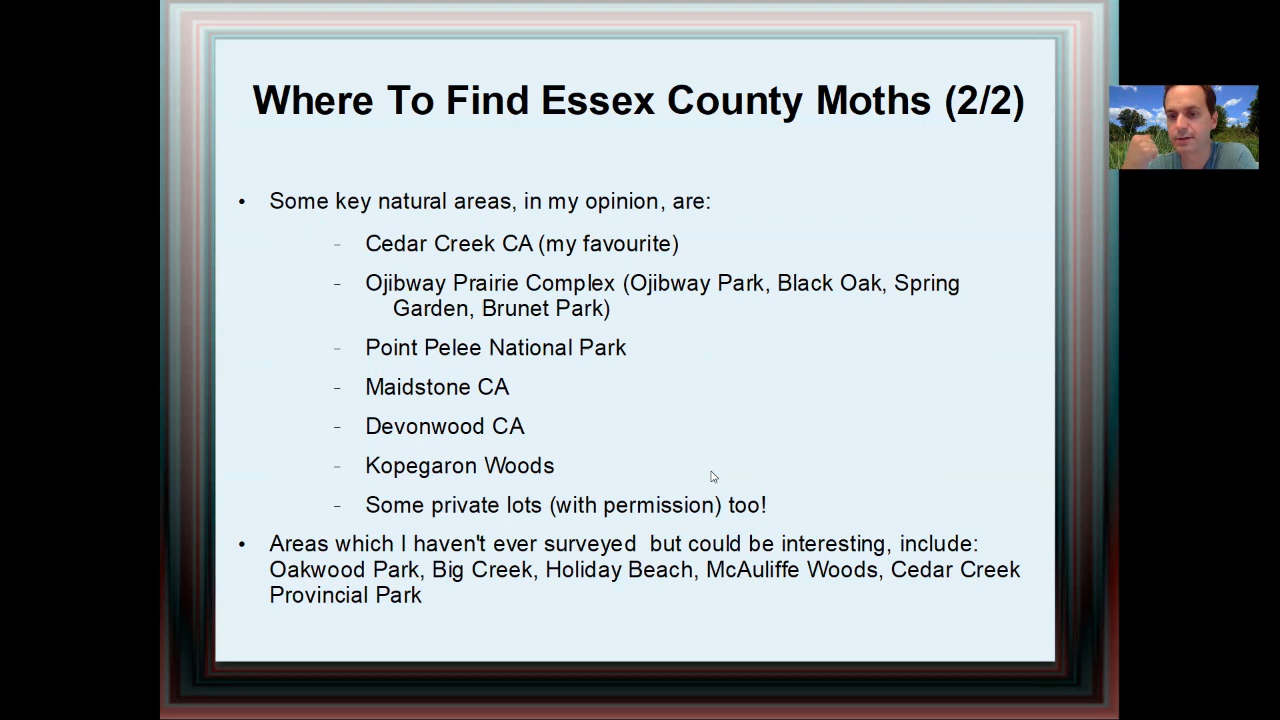 Where To Find Essex County Moths (2/2)
• Some key natural areas, in my opinion, are:
– Cedar Creek CA (my favourite)
– Ojibway Prairie Complex (Ojibway Park, Black Oak, Spring
Garden, Brunet Park)
– Point Pelee National Park
– Maidstone CA
– Devonwood CA
– Kopegaron Woods
– Some private lots (with permission) too!
• Areas which I haven't ever surveyed  but could be interesting, include:
Oakwood Park, Big Creek, Holiday Beach, McAuliffe Woods, Cedar Creek
Provincial Park